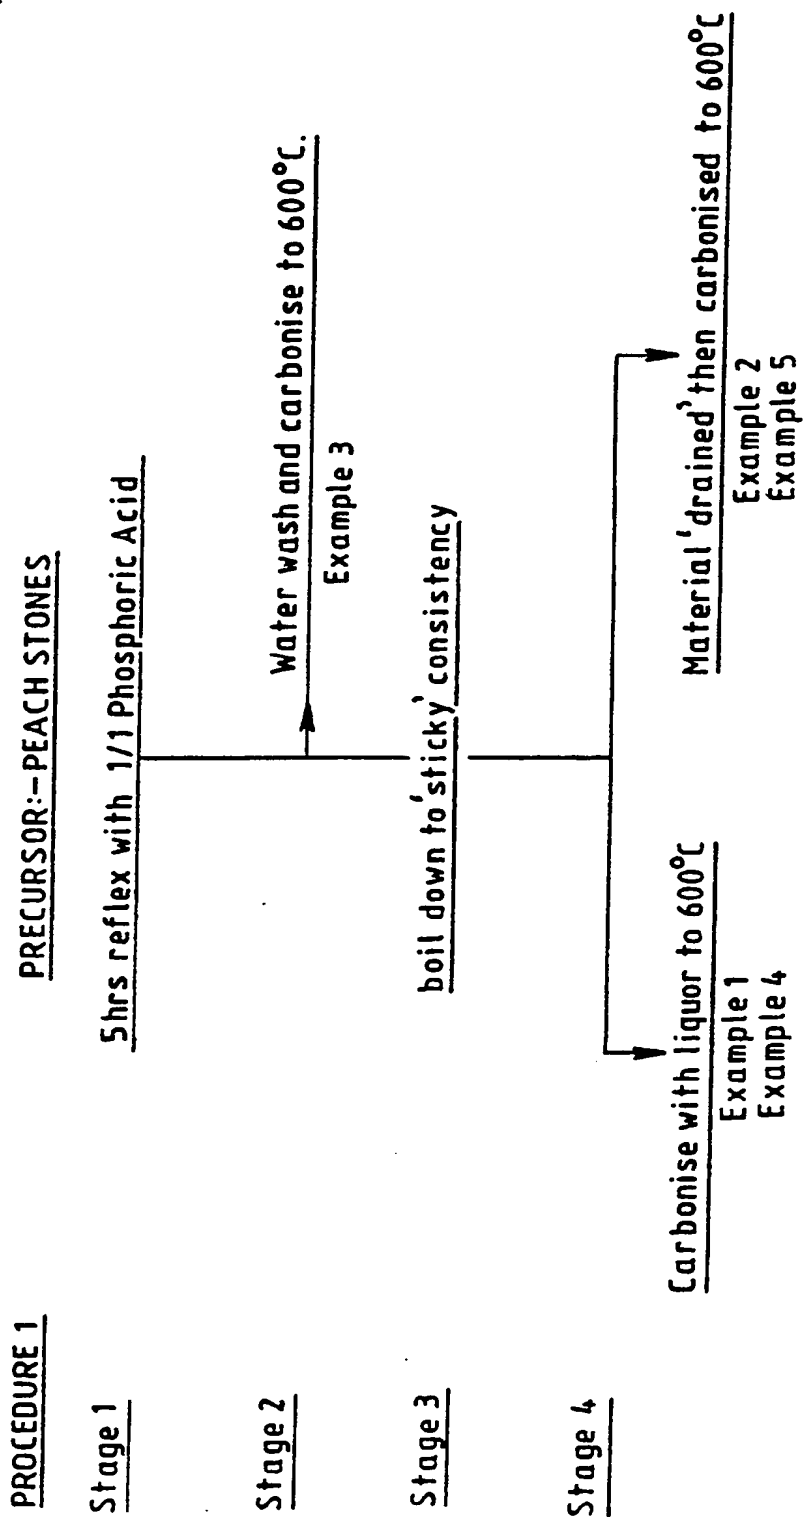 PROCEDURE 1
PRECURSOR:-PEACH STONES
Stage 1
5hrs reflex with 1/1 Phosphoric Acid
Stage 2
Water wash and carbonise to 600°C.
Example 3
Stage 3
boil down to 'sticky' consistency
Stage 4
Carbonise with liquor to 600°C
Example 1
Example 4
Material 'drained' then carbonised to 600°C
Example 2
Example 5